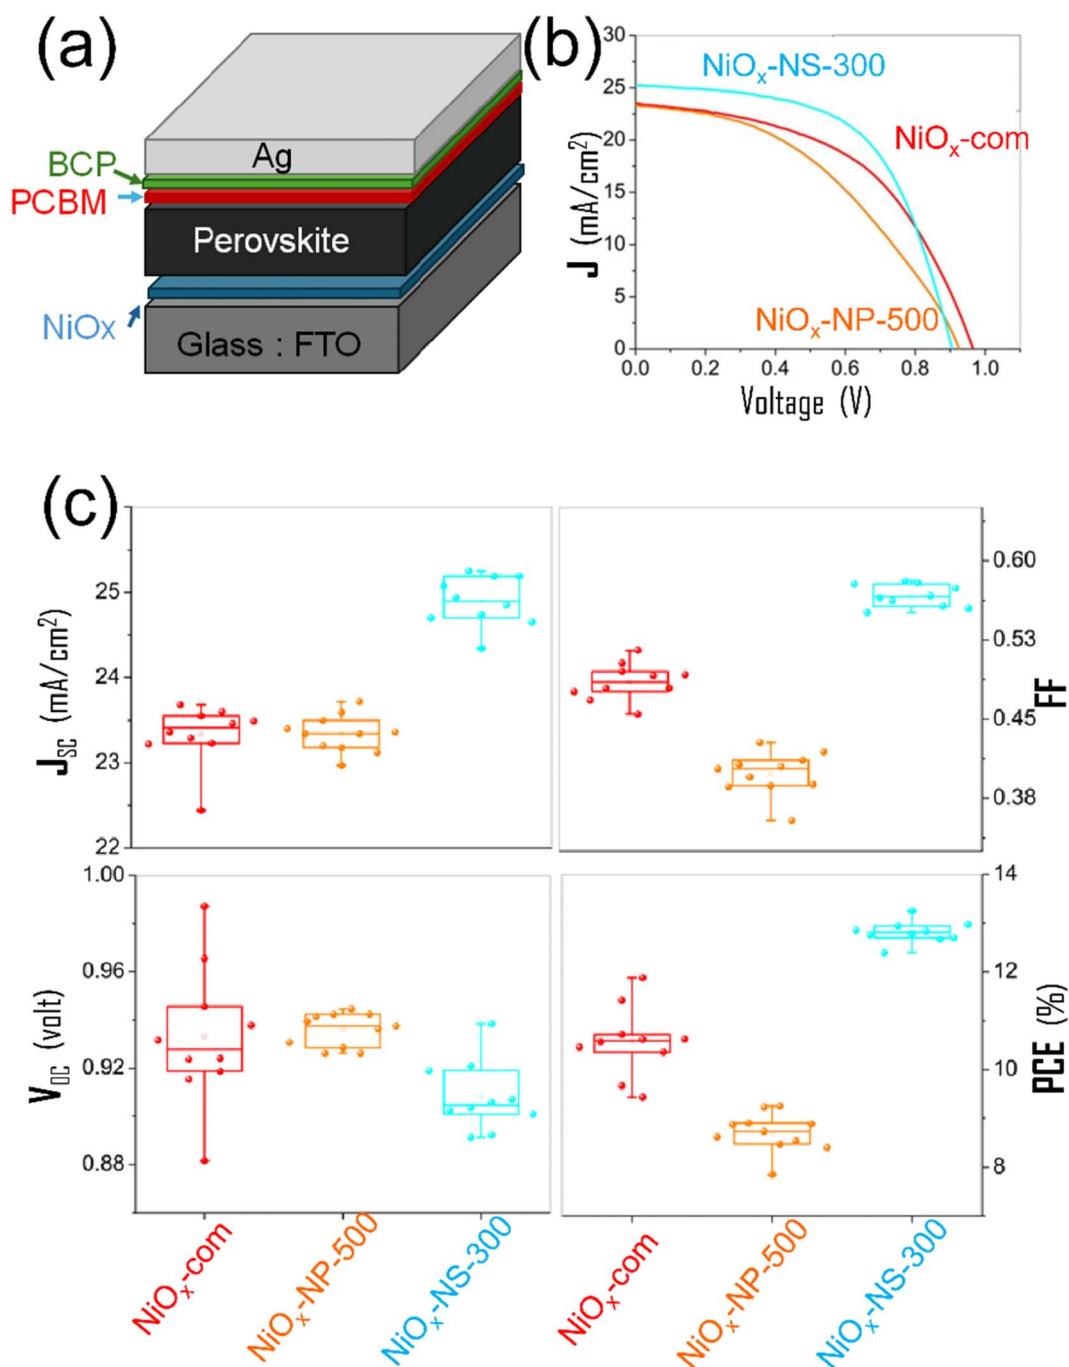 (a)
Ag
BCP
PCBM
Perovskite
NiOx
Glass : FTO
(b)
30
25
20
15
10
5
0
J (mA/cm²)
NiOₓ-NS-300
NiOₓ-com
NiOₓ-NP-500
0.0 0.2 0.4 0.6 0.8 1.0
Voltage (V)
(c)
25
24
23
22
J_SC (mA/cm²)
0.60
0.53
0.45
0.38
FF
1.00
0.96
0.92
0.88
V_OC (volt)
14
12
10
8
PCE (%)
NiOₓ-com
NiOₓ-NP-500
NiOₓ-NS-300
NiOₓ-com
NiOₓ-NP-500
NiOₓ-NS-300